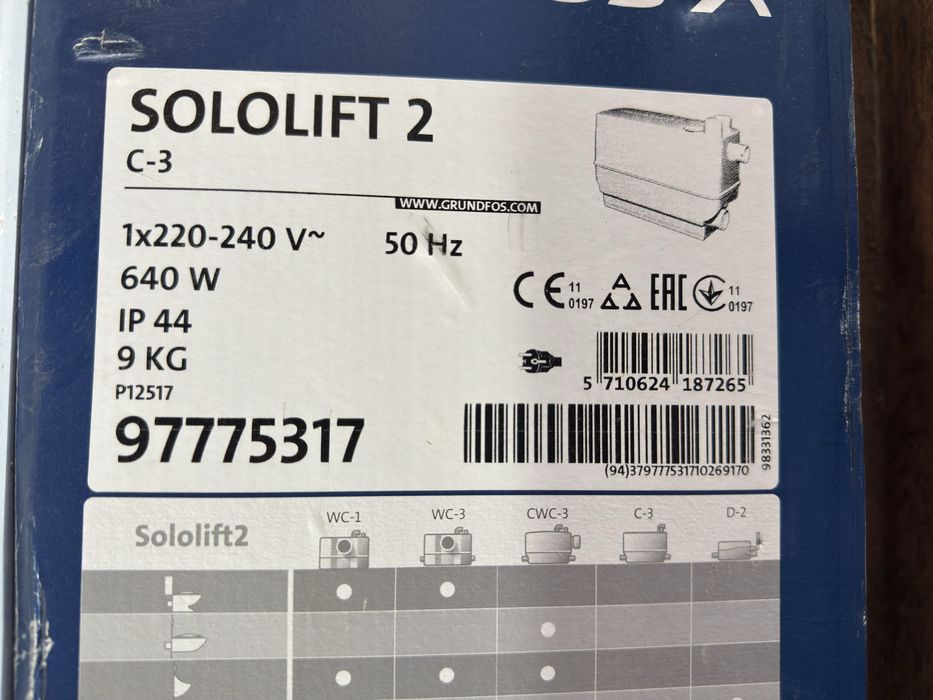 SOLOLIFT 2
C-3
WWW.GRUNDFOS.COM
1x220-240 V~ 50 Hz
640 W
IP 44
9 KG
P12517
97775317
CE 11 0197 EAC 11 0197
5 710624 187265
(94)379777531710269170
98331362
Sololift2 WC-1 WC-3 CWC-3 C-3 D-2